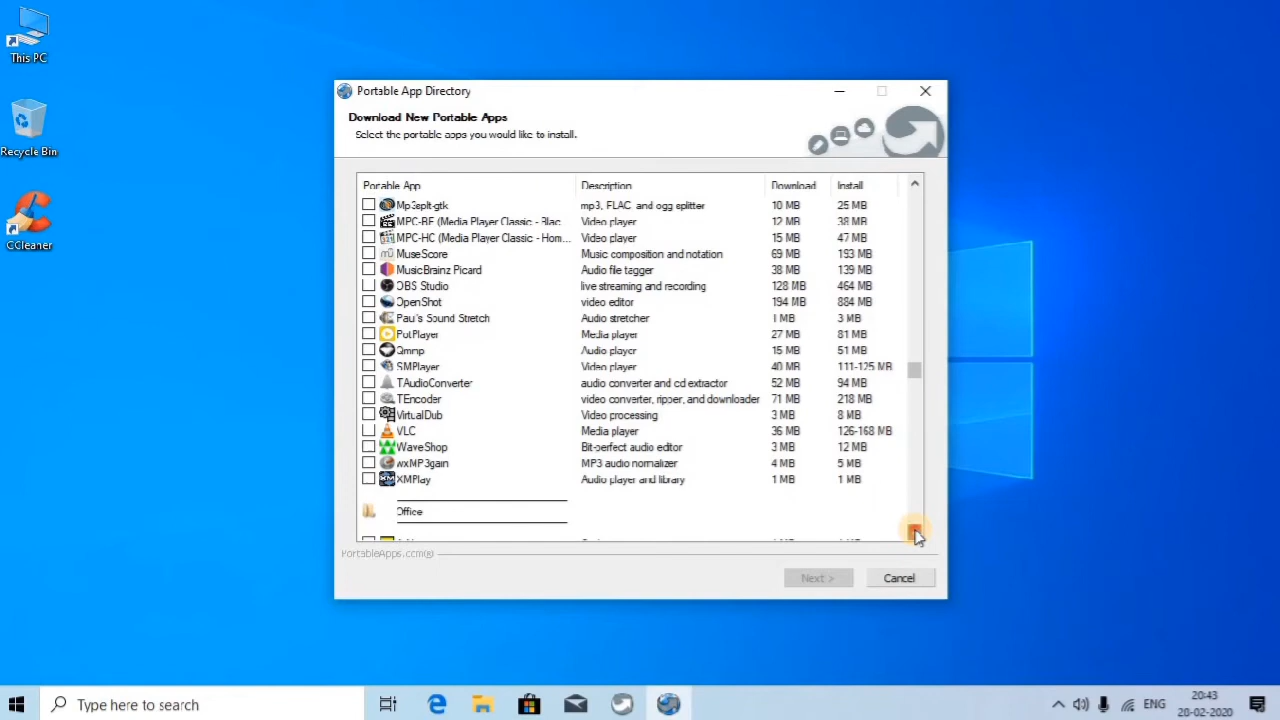 This PC
Recycle Bin
CCleaner
Portable App Directory
Download New Portable Apps
Select the portable apps you would like to install.
Portable App Description Download Install
Mp3splt-gtk mp3, FLAC, and ogg splitter 10 MB 25 MB
MPC-BE (Media Player Classic - Blac... Video player 12 MB 38 MB
MPC-HC (Media Player Classic - Hom... Video player 15 MB 47 MB
MuseScore Music composition and notation 69 MB 193 MB
MusicBrainz Picard Audio file tagger 38 MB 139 MB
OBS Studio live streaming and recording 128 MB 464 MB
OpenShot video editor 194 MB 884 MB
Paul's Sound Stretch Audio stretcher 1 MB 3 MB
PotPlayer Media player 27 MB 81 MB
Qmmp Audio player 15 MB 51 MB
SMPlayer Video player 40 MB 111-125 MB
TAudioConverter audio converter and cd extractor 52 MB 94 MB
TEncoder video converter, ripper, and downloader 71 MB 218 MB
VirtualDub Video processing 3 MB 8 MB
VLC Media player 36 MB 126-168 MB
WaveShop Bit-perfect audio editor 3 MB 12 MB
wxMP3gain MP3 audio normalizer 4 MB 5 MB
XMPlay Audio player and library 1 MB 1 MB
Office
PortableApps.com®
Next > Cancel
Type here to search
ENG
20:43
20-02-2020